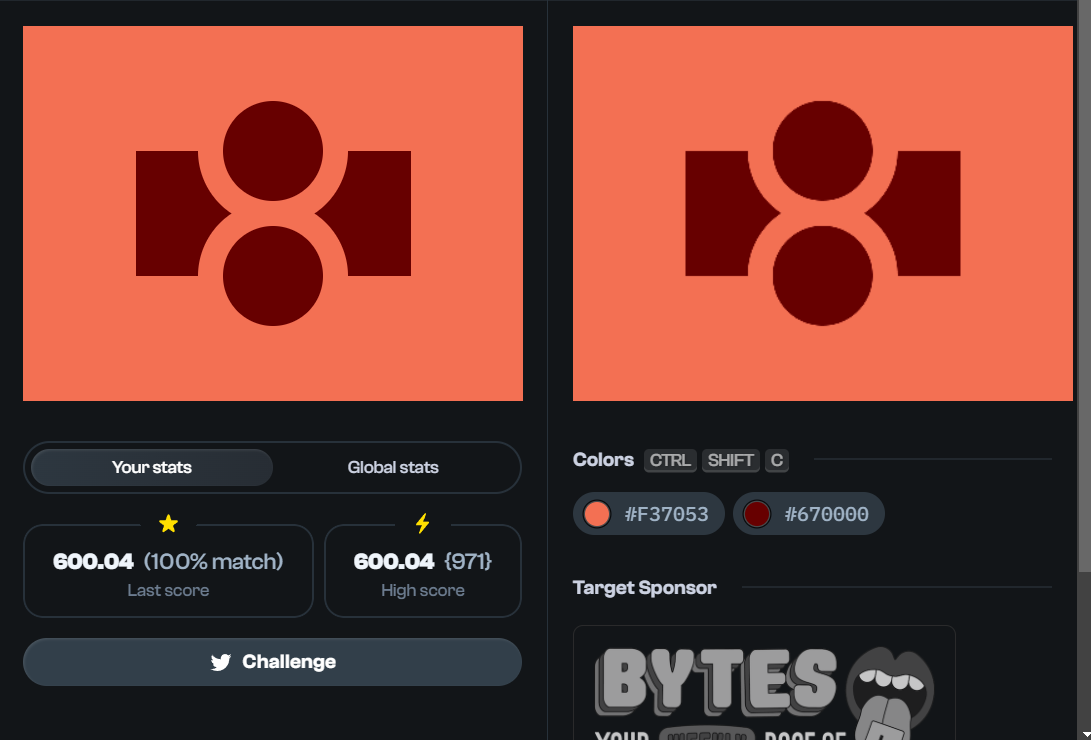 Your stats
Global stats
600.04 (100% match)
Last score
600.04 {971}
High score
Challenge
Colors CTRL SHIFT C
#F37053
#670000
Target Sponsor
BYTES
YOUR WEEKLY DOSE OF